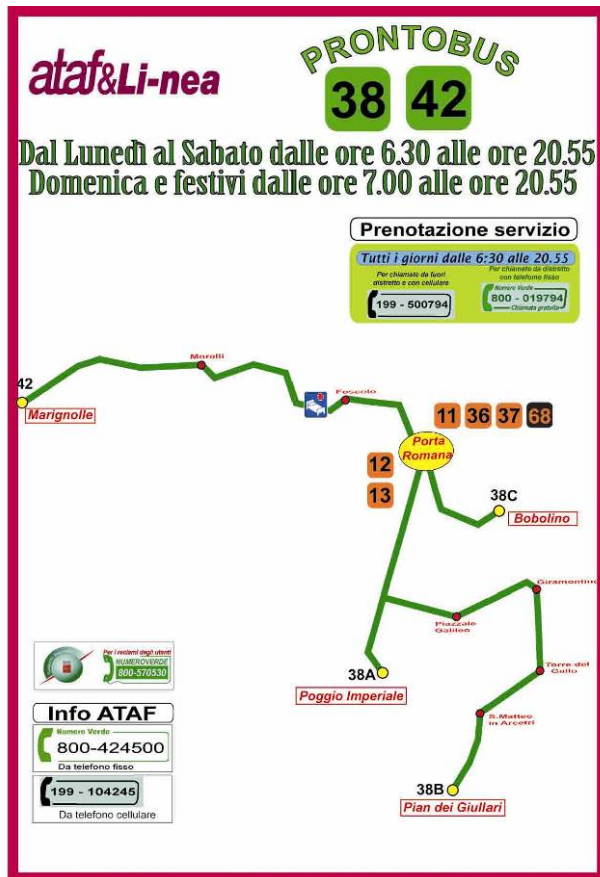 ataf&Li-nea
PRONTOBUS
38 42
Dal Lunedì al Sabato dalle ore 6.30 alle ore 20.55
Domenica e festivi dalle ore 7.00 alle ore 20.55
Prenotazione servizio
Tutti i giorni dalle 6:30 alle 20.55
Per chiamate da fuori
distretto e con cellulare
199 - 500794
Per chiamate da distretto
con telefono fisso
Numero Verde
800 - 019794
Chiamata gratuita
Morelli
42
Marignolle
Foscolo
11 36 37 68
Porta
Romana
12
13
38C
Bobolino
Giramontino
Piazzale
Galileo
Torre del
Gallo
38A
Poggio Imperiale
S.Matteo
in Arcetri
38B
Pian dei Giullari
Per i reclami degli utenti
NUMEROVERDE
800-570530
Info ATAF
Numero Verde
800-424500
Da telefono fisso
199 - 104245
Da telefono cellulare